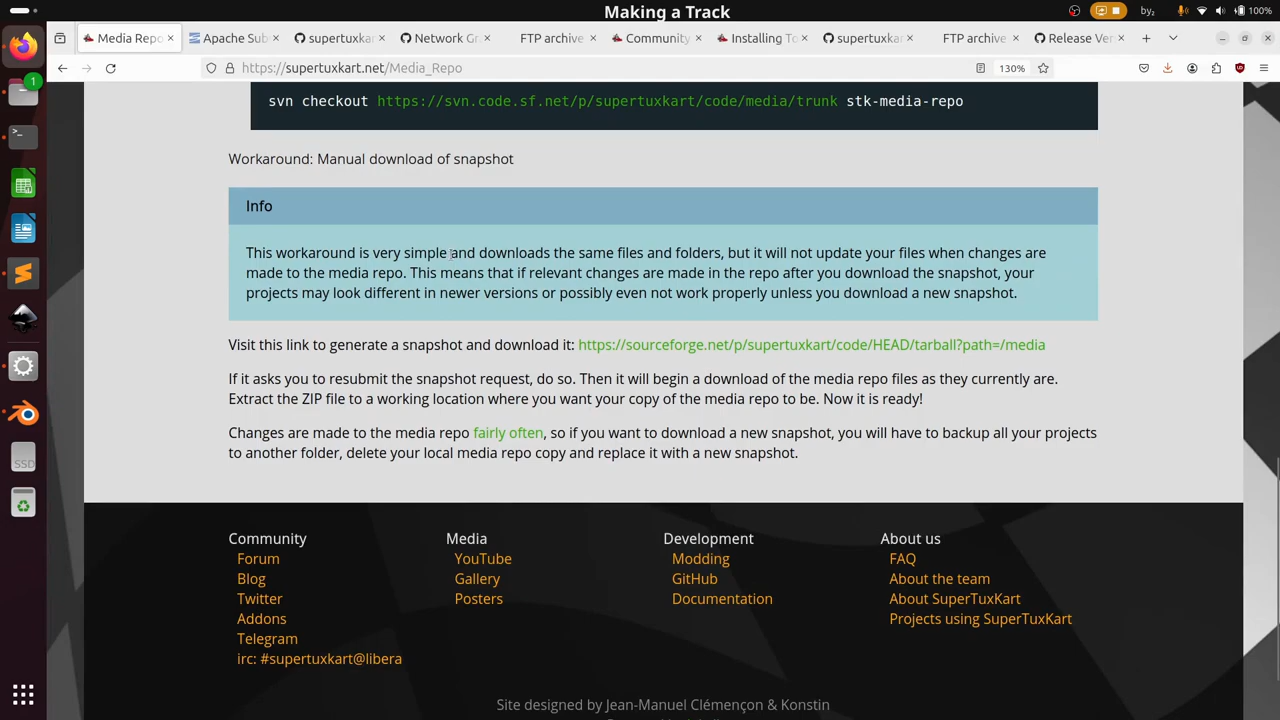 Making a Track
by₂
100%
Media Repo
Apache Sub
supertuxkar
Network Gr
FTP archive
Community
Installing To
supertuxkar
FTP archive
Release Ver
https://supertuxkart.net/Media_Repo
130%
1
svn checkout https://svn.code.sf.net/p/supertuxkart/code/media/trunk stk-media-repo
Workaround: Manual download of snapshot
Info
This workaround is very simple and downloads the same files and folders, but it will not update your files when changes are
made to the media repo. This means that if relevant changes are made in the repo after you download the snapshot, your
projects may look different in newer versions or possibly even not work properly unless you download a new snapshot.
Visit this link to generate a snapshot and download it: https://sourceforge.net/p/supertuxkart/code/HEAD/tarball?path=/media
If it asks you to resubmit the snapshot request, do so. Then it will begin a download of the media repo files as they currently are.
Extract the ZIP file to a working location where you want your copy of the media repo to be. Now it is ready!
Changes are made to the media repo fairly often, so if you want to download a new snapshot, you will have to backup all your projects
to another folder, delete your local media repo copy and replace it with a new snapshot.
SSD
Community
Forum
Blog
Twitter
Addons
Telegram
irc: #supertuxkart@libera
Media
YouTube
Gallery
Posters
Development
Modding
GitHub
Documentation
About us
FAQ
About the team
About SuperTuxKart
Projects using SuperTuxKart
Site designed by Jean-Manuel Clémençon & Konstin